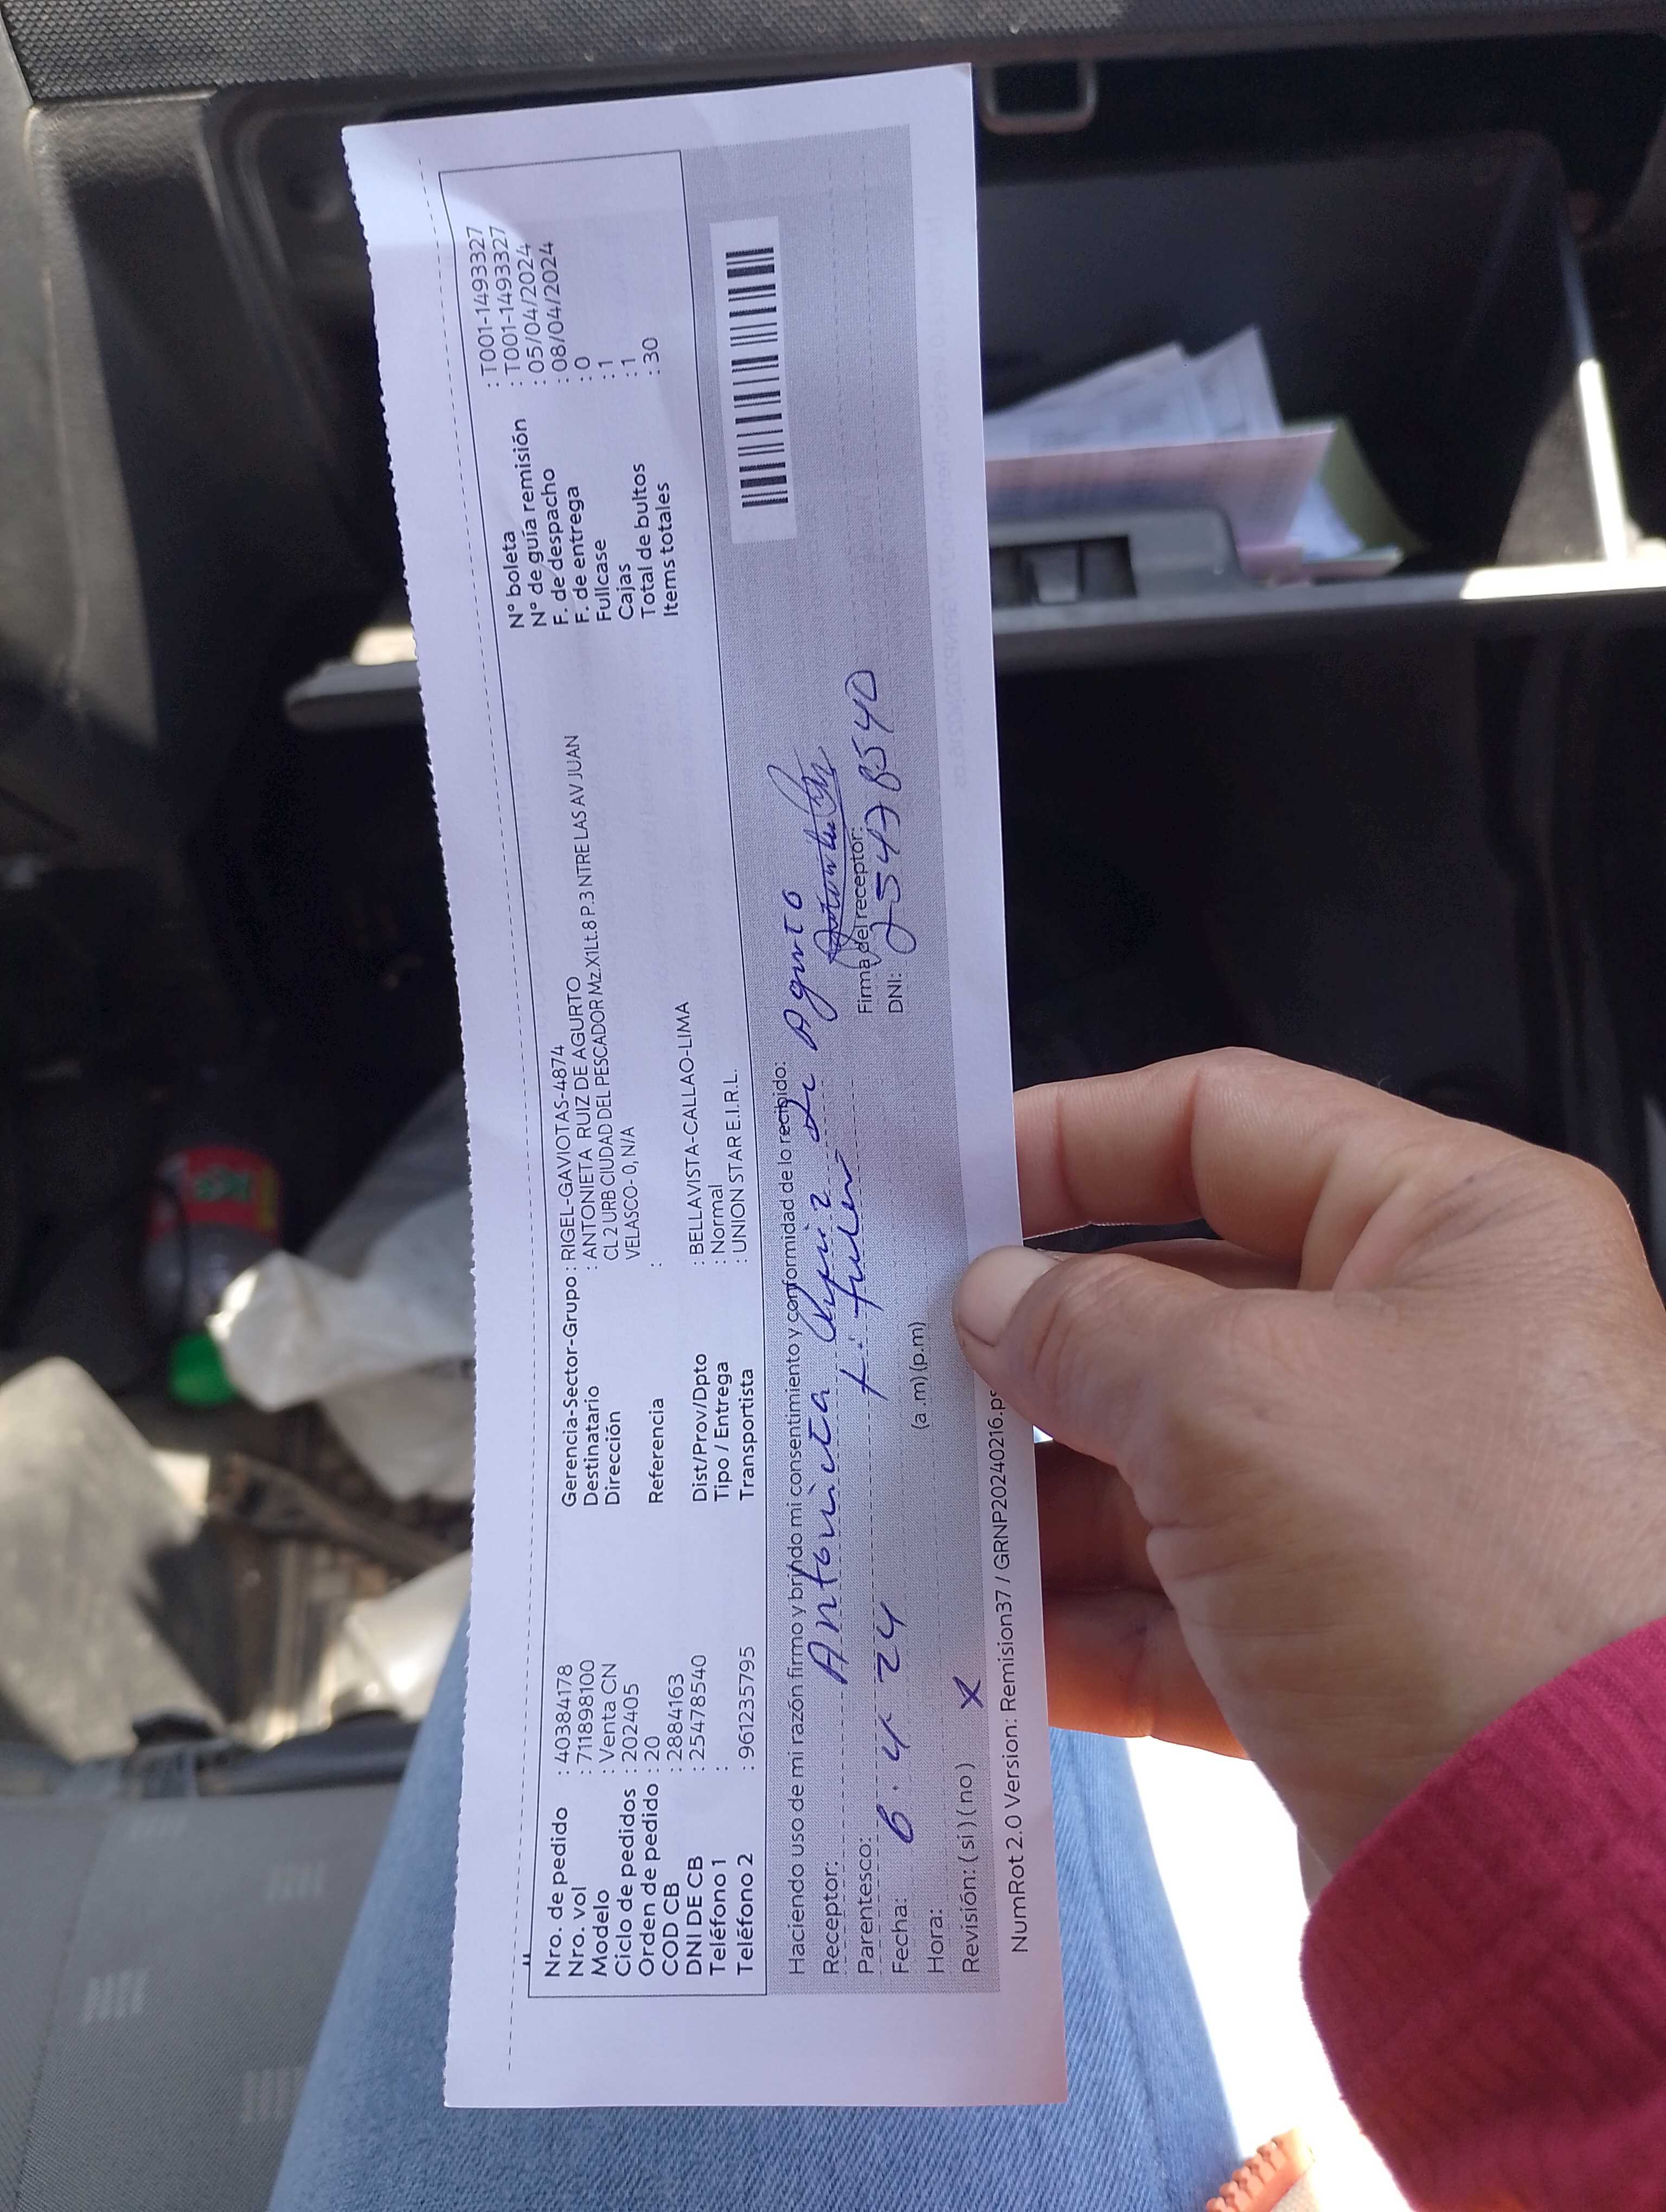 Nro. de pedido : 40384178
Nro. vol : 711898100
Modelo : Venta CN
Ciclo de pedidos : 202405
Orden de pedido : 20
COD CB : 2884163
DNI DE CB : 25478540
Teléfono 1 :
Teléfono 2 : 961235795
Gerencia-Sector-Grupo : RIGEL-GAVIOTAS-4874
Destinatario : ANTONIETA RUIZ DE AGURTO
Dirección CL 2 URB CIUDAD DEL PESCADOR Mz.X1Lt.8 P.3 NTRE LAS AV JUAN
VELASCO- 0, N/A
Referencia :
Dist/Prov/Dpto : BELLAVISTA-CALLAO-LIMA
Tipo / Entrega : Normal
Transportista : UNION STAR E.I.R.L.
N° boleta : T001-1493327
N° de guía remisión : T001-1493327
F. de despacho : 05/04/2024
F. de entrega : 08/04/2024
Fullcase : 0
Cajas : 1
Total de bultos : 1
Items totales : 30
Haciendo uso de mi razón firmo y brindo mi consentimiento y conformidad de lo recibido:
Receptor: Antonieta Ruiz de Agurto
Parentesco:
Firma del receptor:
Fecha: 6. 4. 24
DNI: 25478540
Hora: (a .m) (p.m)
Revisión: ( si ) ( no ) X
NumRot 2.0 Version: Remision37 / GRNP20240216.